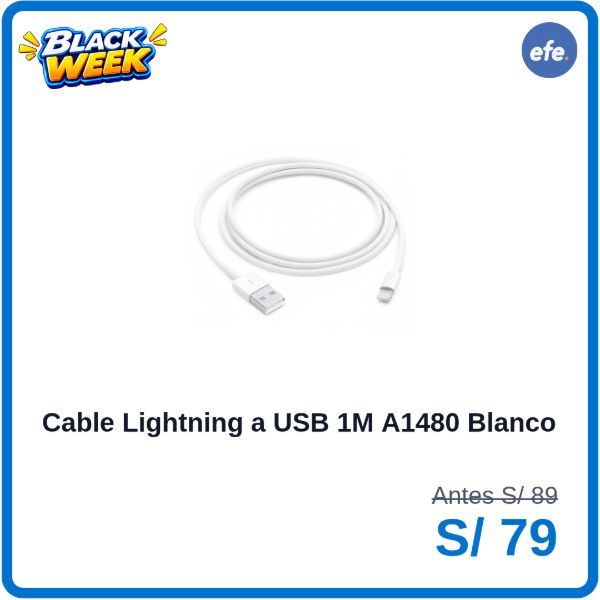 BLACK
WEEK
efe.
Cable Lightning a USB 1M A1480 Blanco
Antes S/ 89
S/ 79